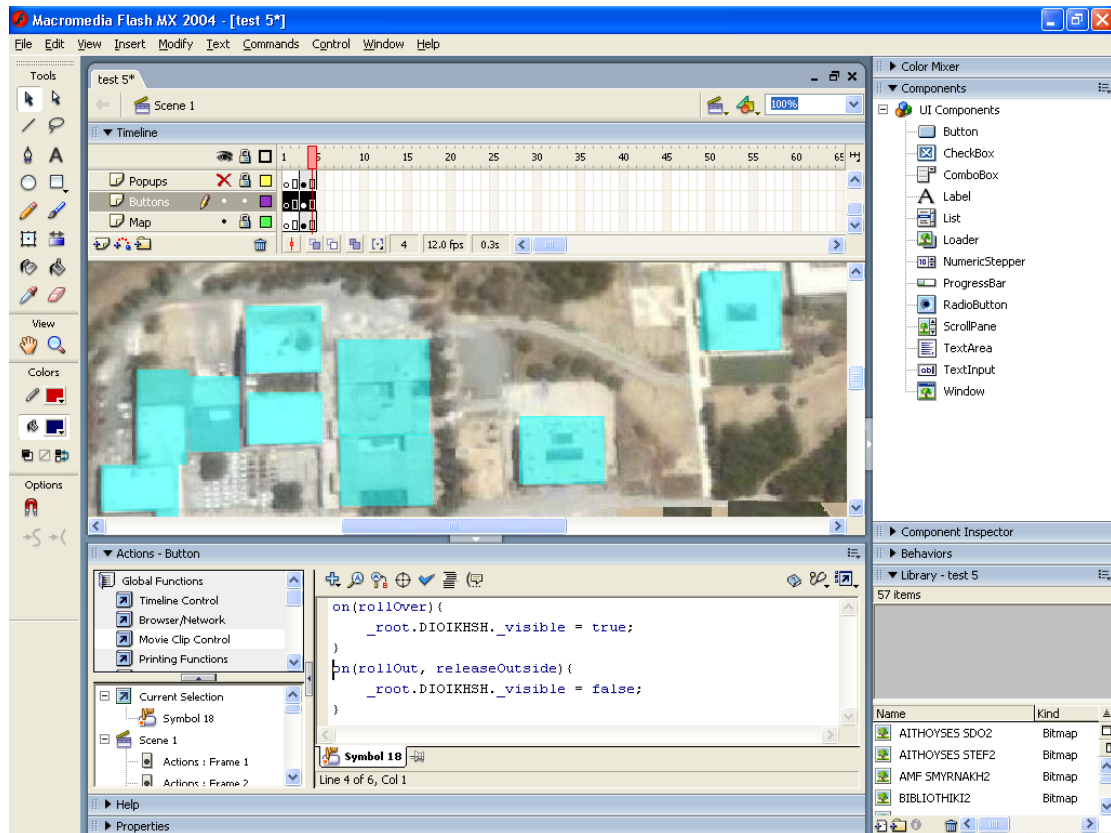 Macromedia Flash MX 2004 - [test 5*]
File Edit View Insert Modify Text Commands Control Window Help
Tools
View
Colors
Options
test 5*
Scene 1
100%
Timeline
1 5 10 15 20 25 30 35 40 45 50 55 60 65
Popups
Buttons
Map
4 12.0 fps 0.3s
Actions - Button
Global Functions
Timeline Control
Browser/Network
Movie Clip Control
Printing Functions
Current Selection
Symbol 18
Scene 1
Actions : Frame 1
Actions : Frame 2
on(rollOver){
_root.DIOIKHSH._visible = true;
}
on(rollOut, releaseOutside){
_root.DIOIKHSH._visible = false;
}
Symbol 18
Line 4 of 6, Col 1
Help
Properties
Color Mixer
Components
UI Components
Button
CheckBox
ComboBox
Label
List
Loader
NumericStepper
ProgressBar
RadioButton
ScrollPane
TextArea
TextInput
Window
Component Inspector
Behaviors
Library - test 5
57 items
Name Kind
AITHOYSES SDO2 Bitmap
AITHOYSES STEF2 Bitmap
AMF SMYRNAKH2 Bitmap
BIBLIOTHIKI2 Bitmap